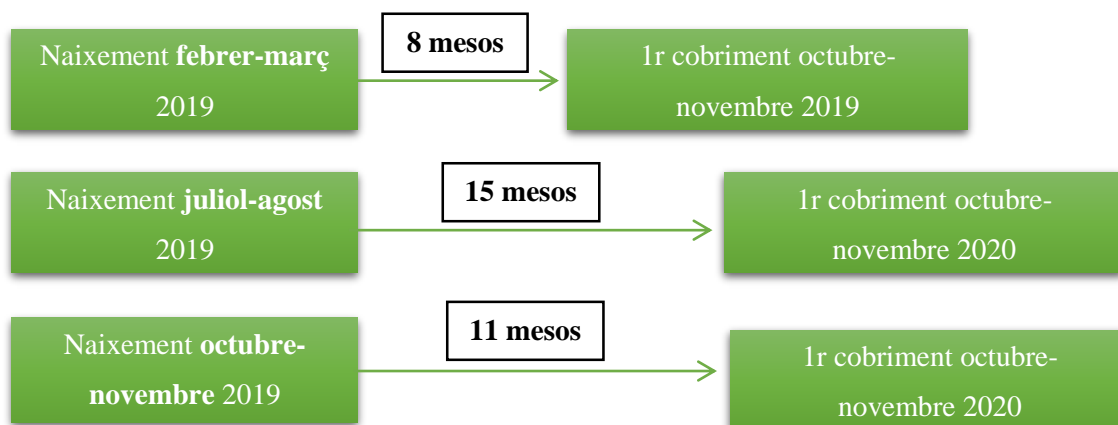 Naixement febrer-març
2019
8 mesos
1r cobriment octubre-
novembre 2019
Naixement juliol-agost
2019
15 mesos
1r cobriment octubre-
novembre 2020
Naixement octubre-
novembre 2019
11 mesos
1r cobriment octubre-
novembre 2020